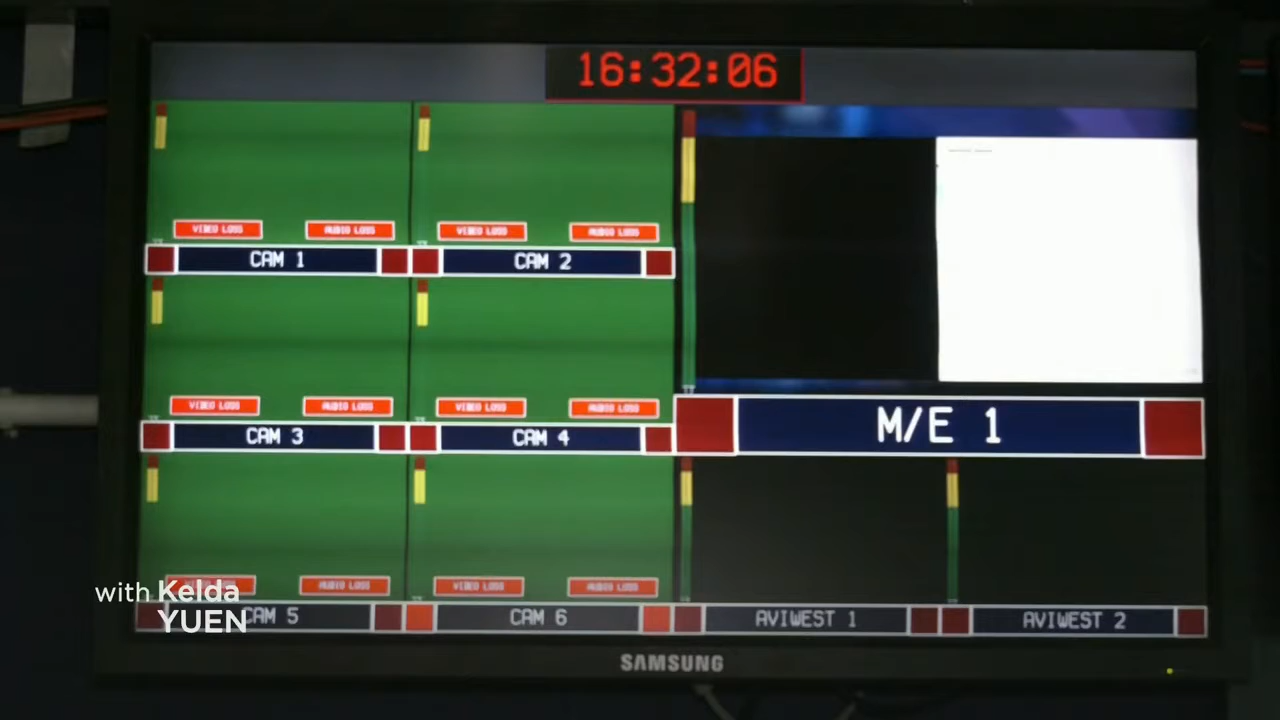 16:32:06
VIDEO LOSS AUDIO LOSS VIDEO LOSS AUDIO LOSS
CAM 1 CAM 2
VIDEO LOSS AUDIO LOSS VIDEO LOSS AUDIO LOSS
CAM 3 CAM 4 M/E 1
VIDEO LOSS AUDIO LOSS VIDEO LOSS AUDIO LOSS
with Kelda
YUEN
CAM 5 CAM 6 AVIWEST 1 AVIWEST 2
SAMSUNG